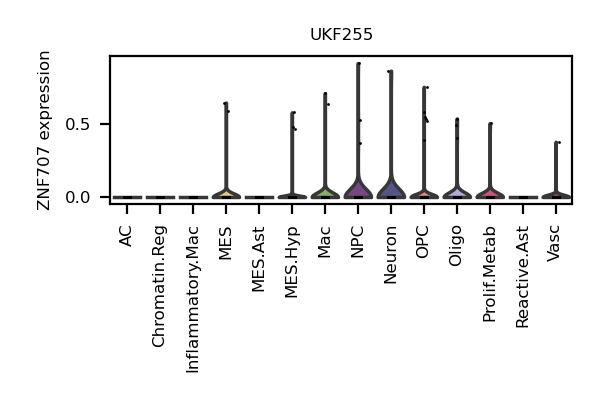 UKF255
ZNF707 expression
0.5
0.0
AC
Chromatin.Reg
Inflammatory.Mac
MES
MES.Ast
MES.Hyp
Mac
NPC
Neuron
OPC
Oligo
Prolif.Metab
Reactive.Ast
Vasc